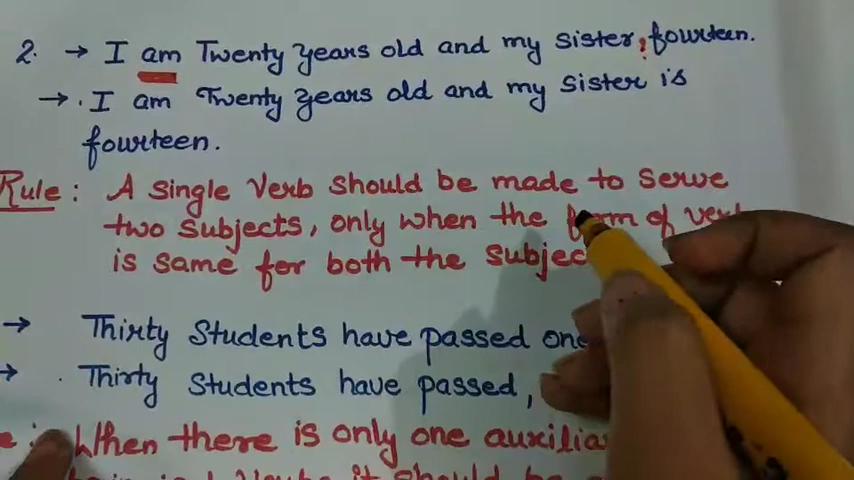 2. → I am Twenty years old and my sister, fourteen.
→ . I am Twenty years old and my sister is
fourteen.
Rule : A single verb should be made to serve
two subjects, only when the form of
is same for both the
→ Thirty Students have passed
→ . Thirty Students have passed,
: When there is only one